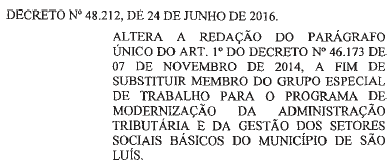 DECRETO Nº 48.212, DE 24 DE JUNHO DE 2016.
ALTERA A REDAÇÃO DO PARÁGRAFO
ÚNICO DO ART. 1º DO DECRETO Nº 46.173 DE
07 DE NOVEMBRO DE 2014, A FIM DE
SUBSTITUIR MEMBRO DO GRUPO ESPECIAL
DE TRABALHO PARA O PROGRAMA DE
MODERNIZAÇÃO DA ADMINISTRAÇÃO
TRIBUTÁRIA E DA GESTÃO DOS SETORES
SOCIAIS BÁSICOS DO MUNICÍPIO DE SÃO
LUÍS.